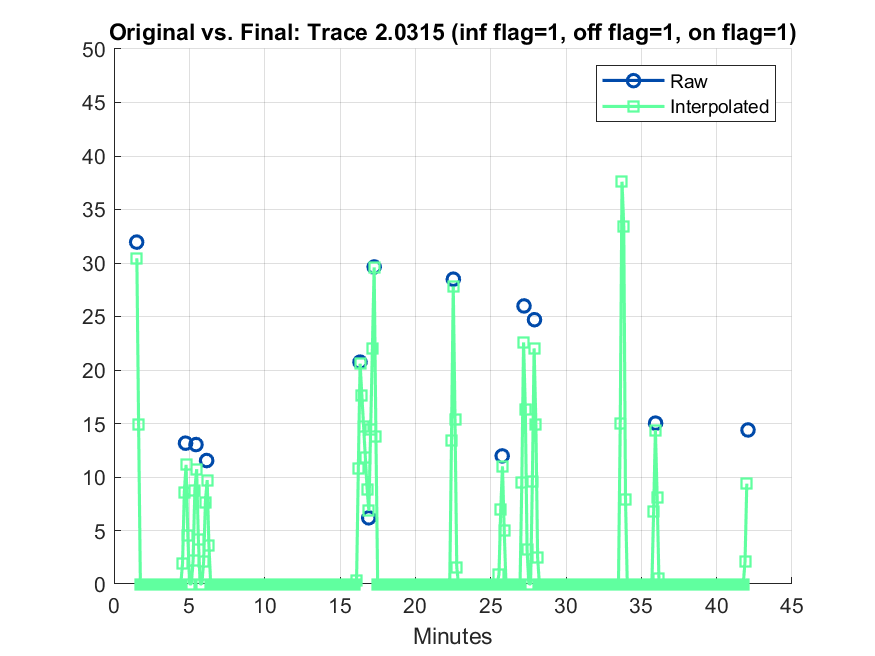 Original vs. Final: Trace 2.0315 (inf flag=1, off flag=1, on flag=1)
50
45
40
35
30
25
20
15
10
5
0
Raw
Interpolated
0 5 10 15 20 25 30 35 40 45
Minutes